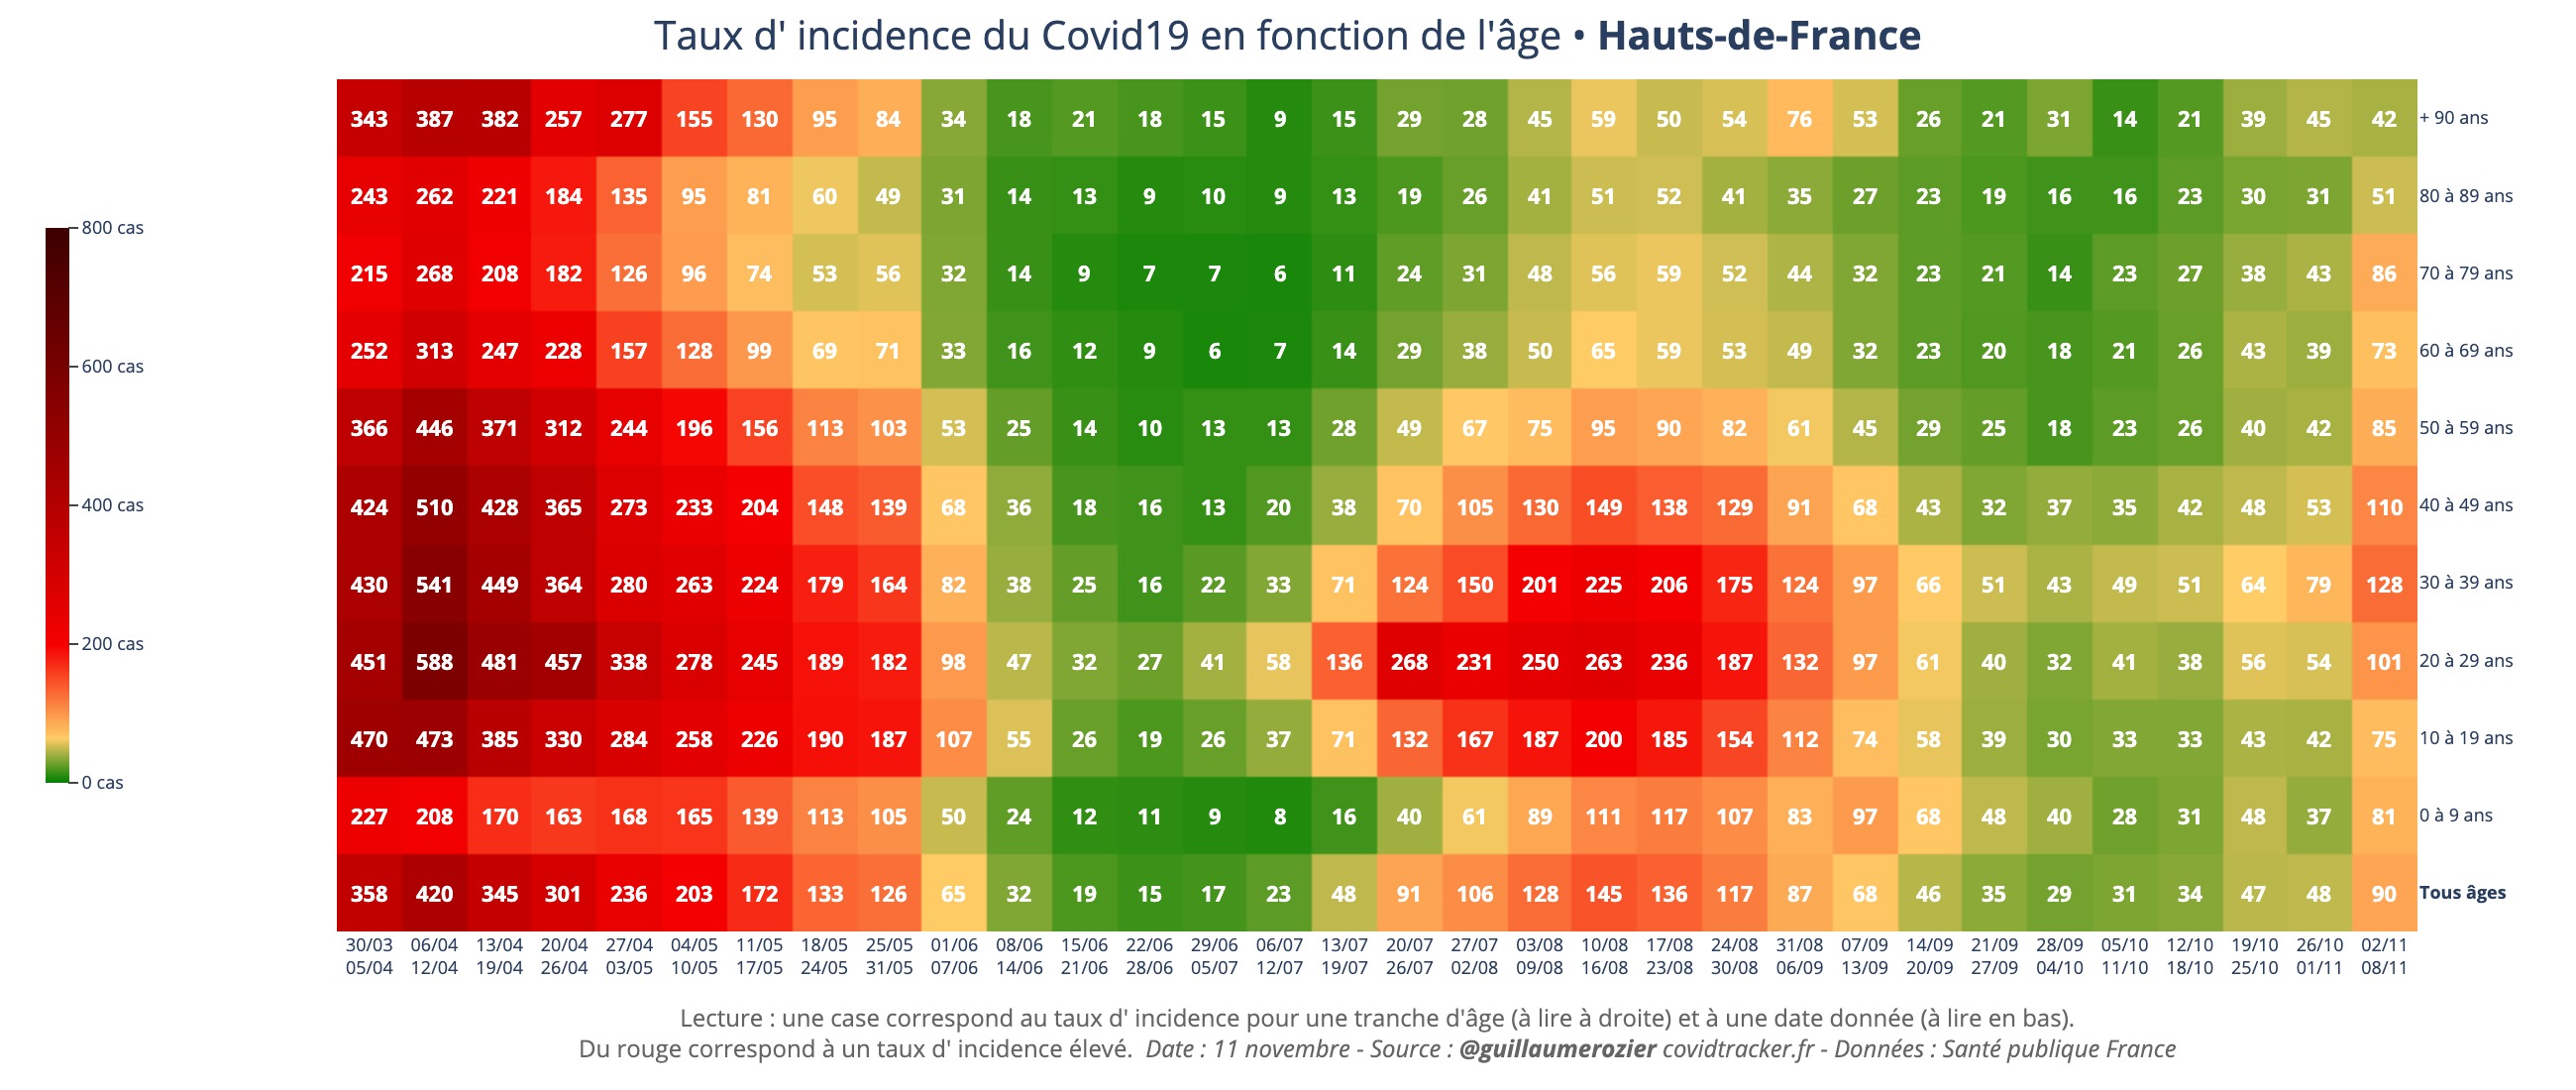 Taux d' incidence du Covid19 en fonction de l'âge • Hauts-de-France
800 cas
600 cas
400 cas
200 cas
0 cas
343 387 382 257 277 155 130 95 84 34 18 21 18 15 9 15 29 28 45 59 50 54 76 53 26 21 31 14 21 39 45 42 + 90 ans
243 262 221 184 135 95 81 60 49 31 14 13 9 10 9 13 19 26 41 51 52 41 35 27 23 19 16 16 23 30 31 51 80 à 89 ans
215 268 208 182 126 96 74 53 56 32 14 9 7 7 6 11 24 31 48 56 59 52 44 32 23 21 14 23 27 38 43 86 70 à 79 ans
252 313 247 228 157 128 99 69 71 33 16 12 9 6 7 14 29 38 50 65 59 53 49 32 23 20 18 21 26 43 39 73 60 à 69 ans
366 446 371 312 244 196 156 113 103 53 25 14 10 13 13 28 49 67 75 95 90 82 61 45 29 25 18 23 26 40 42 85 50 à 59 ans
424 510 428 365 273 233 204 148 139 68 36 18 16 13 20 38 70 105 130 149 138 129 91 68 43 32 37 35 42 48 53 110 40 à 49 ans
430 541 449 364 280 263 224 179 164 82 38 25 16 22 33 71 124 150 201 225 206 175 124 97 66 51 43 49 51 64 79 128 30 à 39 ans
451 588 481 457 338 278 245 189 182 98 47 32 27 41 58 136 268 231 250 263 236 187 132 97 61 40 32 41 38 56 54 101 20 à 29 ans
470 473 385 330 284 258 226 190 187 107 55 26 19 26 37 71 132 167 187 200 185 154 112 74 58 39 30 33 33 43 42 75 10 à 19 ans
227 208 170 163 168 165 139 113 105 50 24 12 11 9 8 16 40 61 89 111 117 107 83 97 68 48 40 28 31 48 37 81 0 à 9 ans
358 420 345 301 236 203 172 133 126 65 32 19 15 17 23 48 91 106 128 145 136 117 87 68 46 35 29 31 34 47 48 90 Tous âges
30/03 06/04 13/04 20/04 27/04 04/05 11/05 18/05 25/05 01/06 08/06 15/06 22/06 29/06 06/07 13/07 20/07 27/07 03/08 10/08 17/08 24/08 31/08 07/09 14/09 21/09 28/09 05/10 12/10 19/10 26/10 02/11
05/04 12/04 19/04 26/04 03/05 10/05 17/05 24/05 31/05 07/06 14/06 21/06 28/06 05/07 12/07 19/07 26/07 02/08 09/08 16/08 23/08 30/08 06/09 13/09 20/09 27/09 04/10 11/10 18/10 25/10 01/11 08/11
Lecture : une case correspond au taux d' incidence pour une tranche d'âge (à lire à droite) et à une date donnée (à lire en bas).
Du rouge correspond à un taux d' incidence élevé. Date : 11 novembre - Source : @guillaumerozier covidtracker.fr - Données : Santé publique France